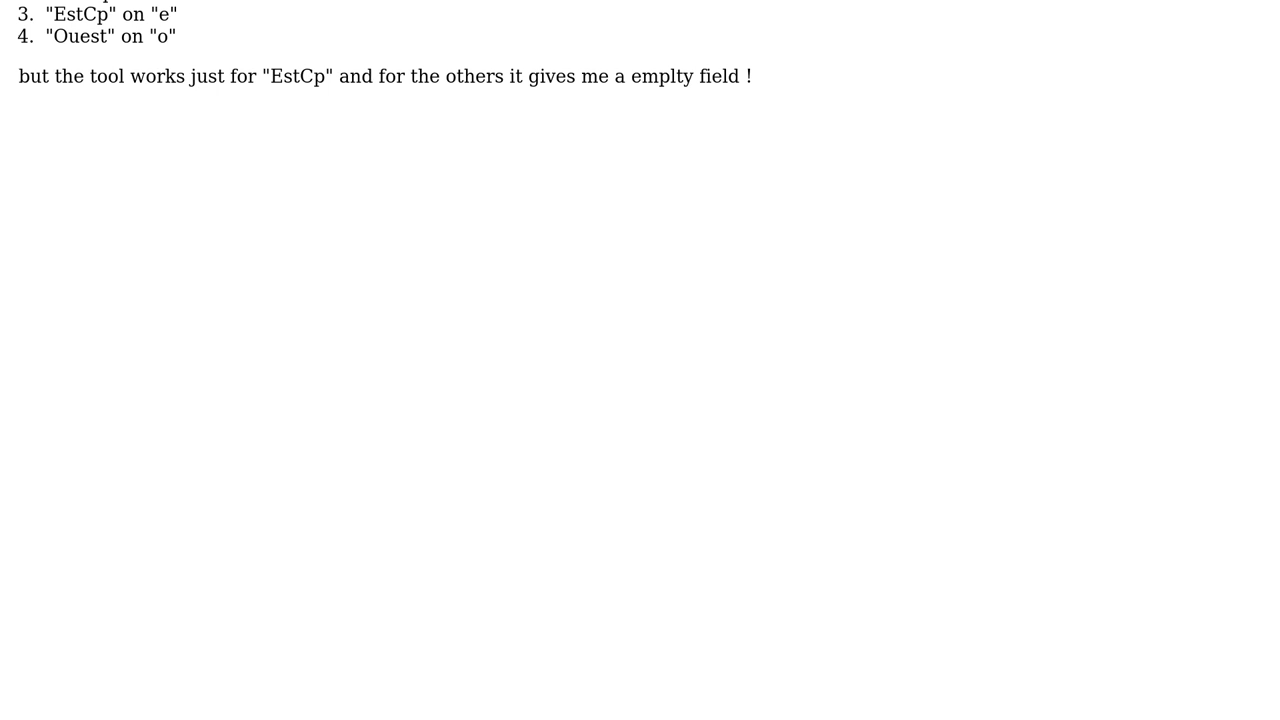 3. "EstCp" on "e"
4. "Ouest" on "o"
but the tool works just for "EstCp" and for the others it gives me a emplty field !